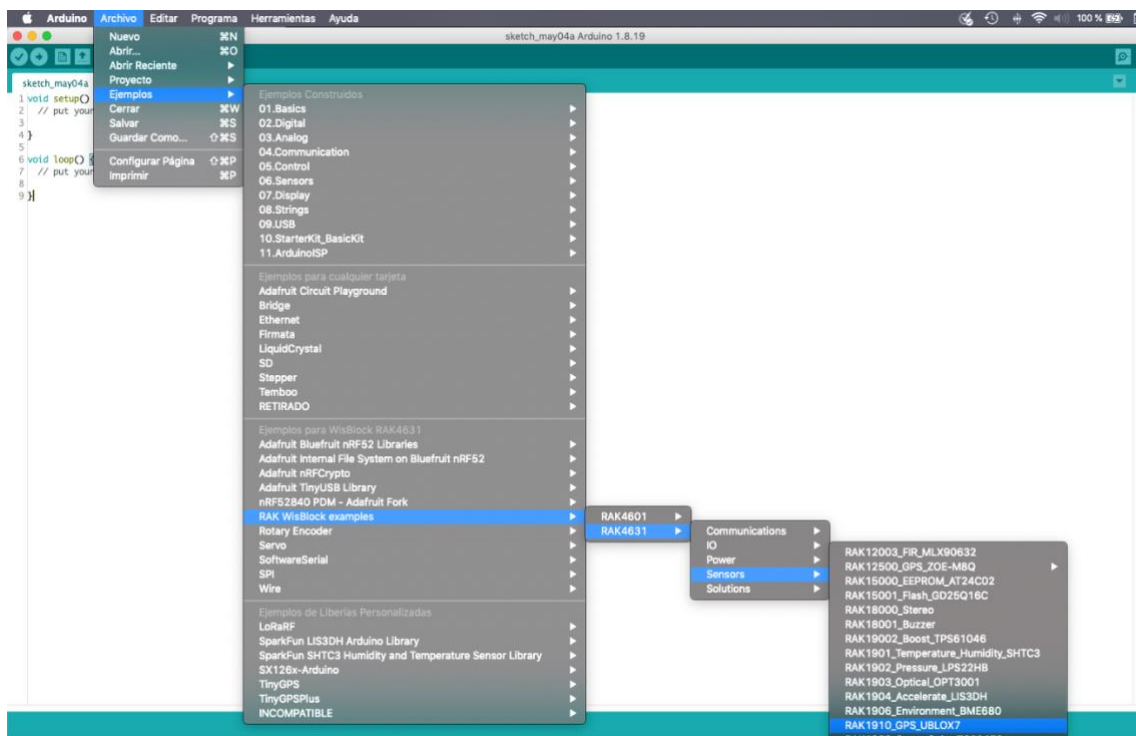 Arduino Archivo Editar Programa Herramientas Ayuda 100 %
sketch_may04a Arduino 1.8.19
sketch_may04a
1 void setup()
2 // put your
3
4 }
5
6 void loop() {
7 // put your
8
9 }
Nuevo ⌘N
Abrir... ⌘O
Abrir Reciente
Proyecto
Ejemplos
Cerrar ⌘W
Salvar ⌘S
Guardar Como... ⇧⌘S
Configurar Página ⇧⌘P
Imprimir ⌘P
Ejemplos Construidos
01.Basics
02.Digital
03.Analog
04.Communication
05.Control
06.Sensors
07.Display
08.Strings
09.USB
10.StarterKit_BasicKit
11.ArduinoISP
Ejemplos para cualquier tarjeta
Adafruit Circuit Playground
Bridge
Ethernet
Firmata
LiquidCrystal
SD
Stepper
Temboo
RETIRADO
Ejemplos para WisBlock RAK4631
Adafruit Bluefruit nRF52 Libraries
Adafruit Internal File System on Bluefruit nRF52
Adafruit nRFCrypto
Adafruit TinyUSB Library
nRF52840 PDM - Adafruit Fork
RAK WisBlock examples
Rotary Encoder
Servo
SoftwareSerial
SPI
Wire
Ejemplos de Liberías Personalizadas
LoRaRF
SparkFun LIS3DH Arduino Library
SparkFun SHTC3 Humidity and Temperature Sensor Library
SX126x-Arduino
TinyGPS
TinyGPSPlus
INCOMPATIBLE
RAK4601
RAK4631
Communications
IO
Power
Sensors
Solutions
RAK12003_FIR_MLX90632
RAK12500_GPS_ZOE-M8Q
RAK15000_EEPROM_AT24C02
RAK15001_Flash_GD25Q16C
RAK18000_Stereo
RAK18001_Buzzer
RAK19002_Boost_TPS61046
RAK1901_Temperature_Humidity_SHTC3
RAK1902_Pressure_LPS22HB
RAK1903_Optical_OPT3001
RAK1904_Accelerate_LIS3DH
RAK1906_Environment_BME680
RAK1910_GPS_UBLOX7